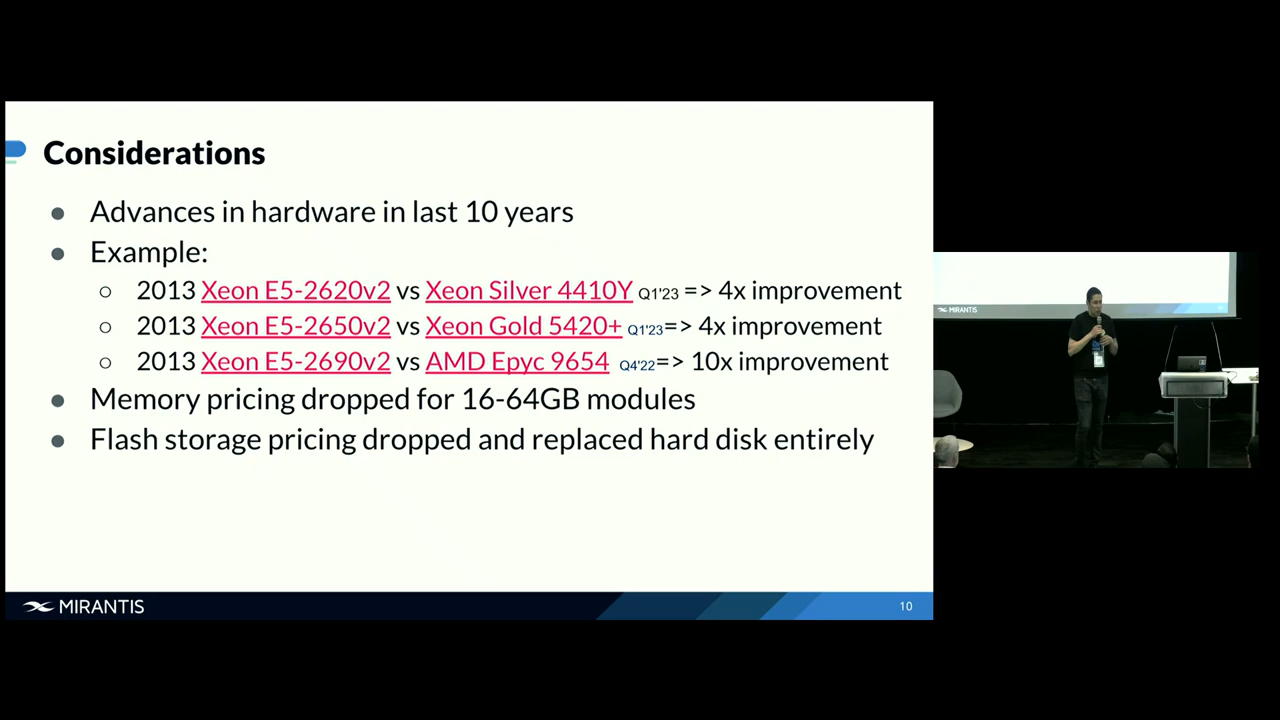 Considerations
● Advances in hardware in last 10 years
● Example:
○ 2013 Xeon E5-2620v2 vs Xeon Silver 4410Y Q1'23 => 4x improvement
○ 2013 Xeon E5-2650v2 vs Xeon Gold 5420+ Q1'23=> 4x improvement
○ 2013 Xeon E5-2690v2 vs AMD Epyc 9654 Q4'22=> 10x improvement
● Memory pricing dropped for 16-64GB modules
● Flash storage pricing dropped and replaced hard disk entirely
MIRANTIS
10
MIRANTIS